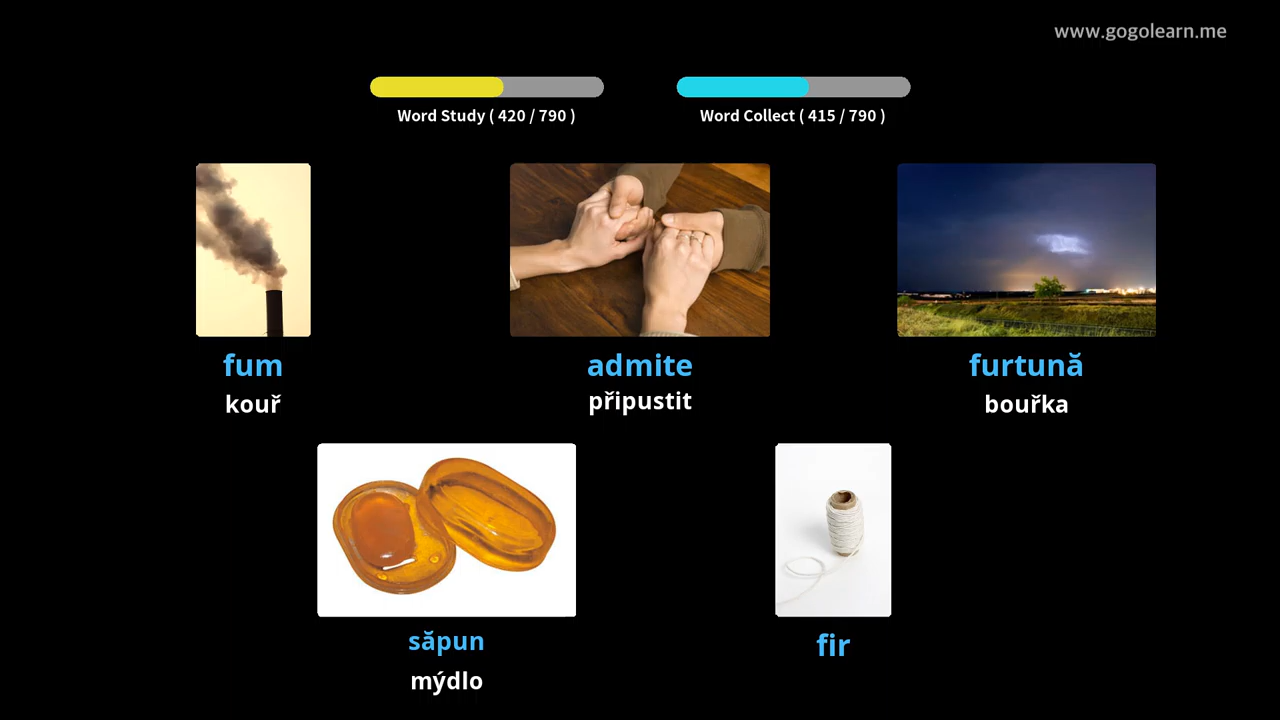 www.gogolearn.me
Word Study ( 420 / 790 )
Word Collect ( 415 / 790 )
fum
kouř
admite
připustit
furtună
bouřka
săpun
mýdlo
fir